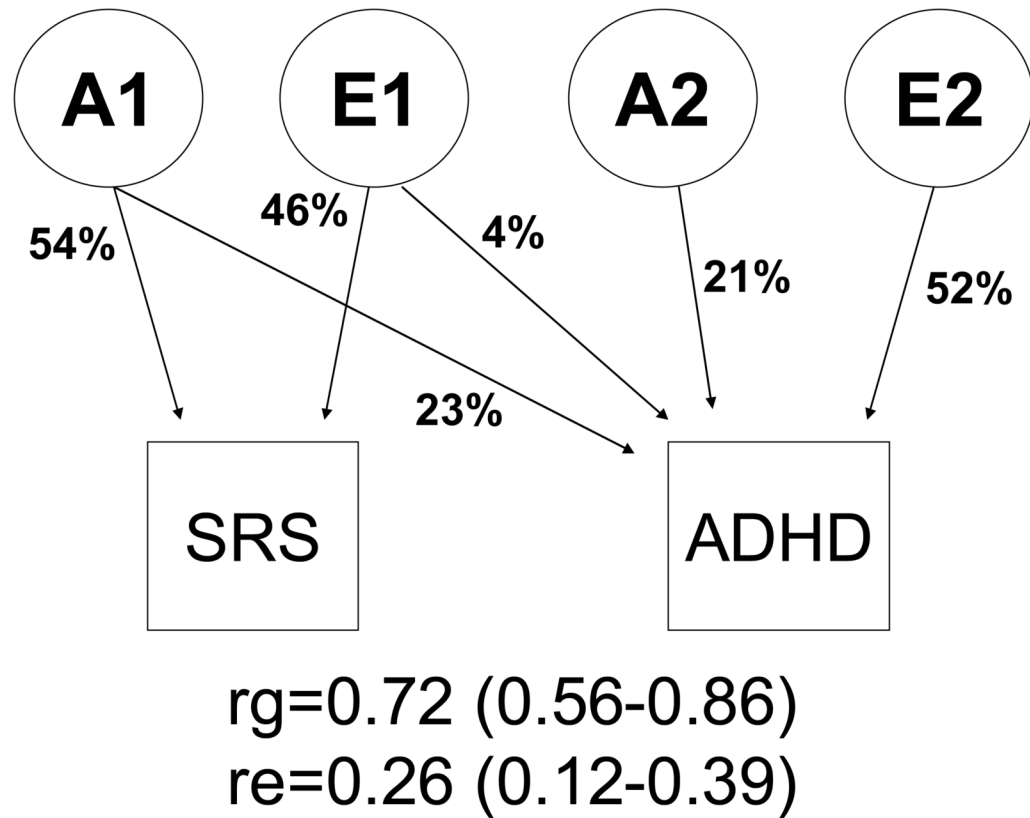 A1 E1 A2 E2
54% 46% 4% 21% 52%
23%
SRS ADHD
rg=0.72 (0.56-0.86)
re=0.26 (0.12-0.39)